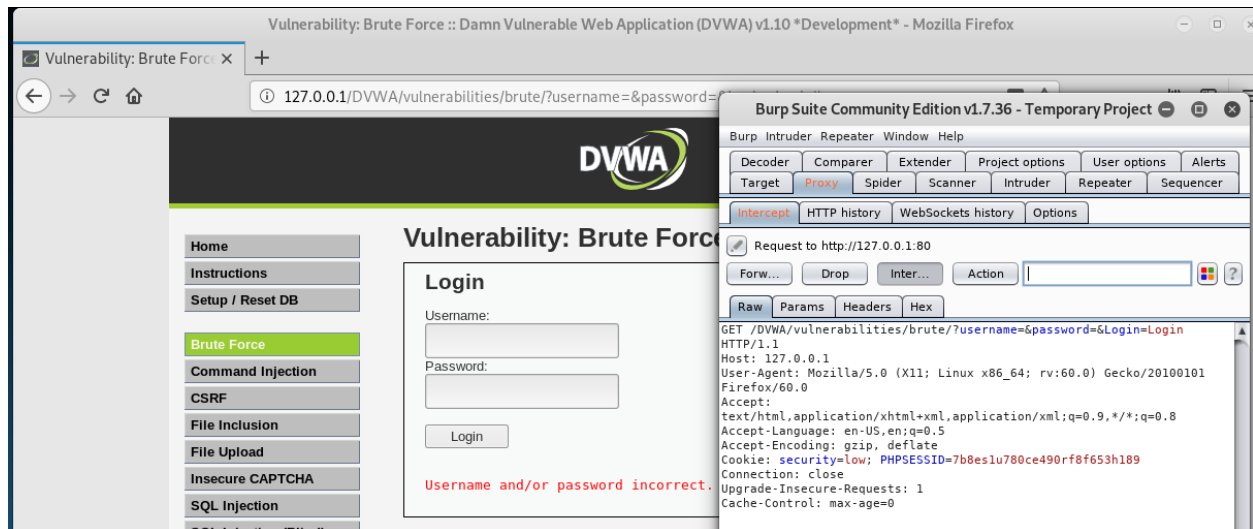 Vulnerability: Brute Force :: Damn Vulnerable Web Application (DVWA) v1.10 *Development* - Mozilla Firefox
Vulnerability: Brute Force
127.0.0.1/DVWA/vulnerabilities/brute/?username=&password=
DVWA
Home
Instructions
Setup / Reset DB
Brute Force
Command Injection
CSRF
File Inclusion
File Upload
Insecure CAPTCHA
SQL Injection
Vulnerability: Brute Force
Login
Username:
Password:
Login
Username and/or password incorrect.
Burp Suite Community Edition v1.7.36 - Temporary Project
Burp Intruder Repeater Window Help
Decoder Comparer Extender Project options User options Alerts
Target Proxy Spider Scanner Intruder Repeater Sequencer
Intercept HTTP history WebSockets history Options
Request to http://127.0.0.1:80
Forw... Drop Inter... Action ?
Raw Params Headers Hex
GET /DVWA/vulnerabilities/brute/?username=&password=&Login=Login
HTTP/1.1
Host: 127.0.0.1
User-Agent: Mozilla/5.0 (X11; Linux x86_64; rv:60.0) Gecko/20100101
Firefox/60.0
Accept:
text/html,application/xhtml+xml,application/xml;q=0.9,*/*;q=0.8
Accept-Language: en-US,en;q=0.5
Accept-Encoding: gzip, deflate
Cookie: security=low; PHPSESSID=7b8es1u780ce490rf8f653h189
Connection: close
Upgrade-Insecure-Requests: 1
Cache-Control: max-age=0